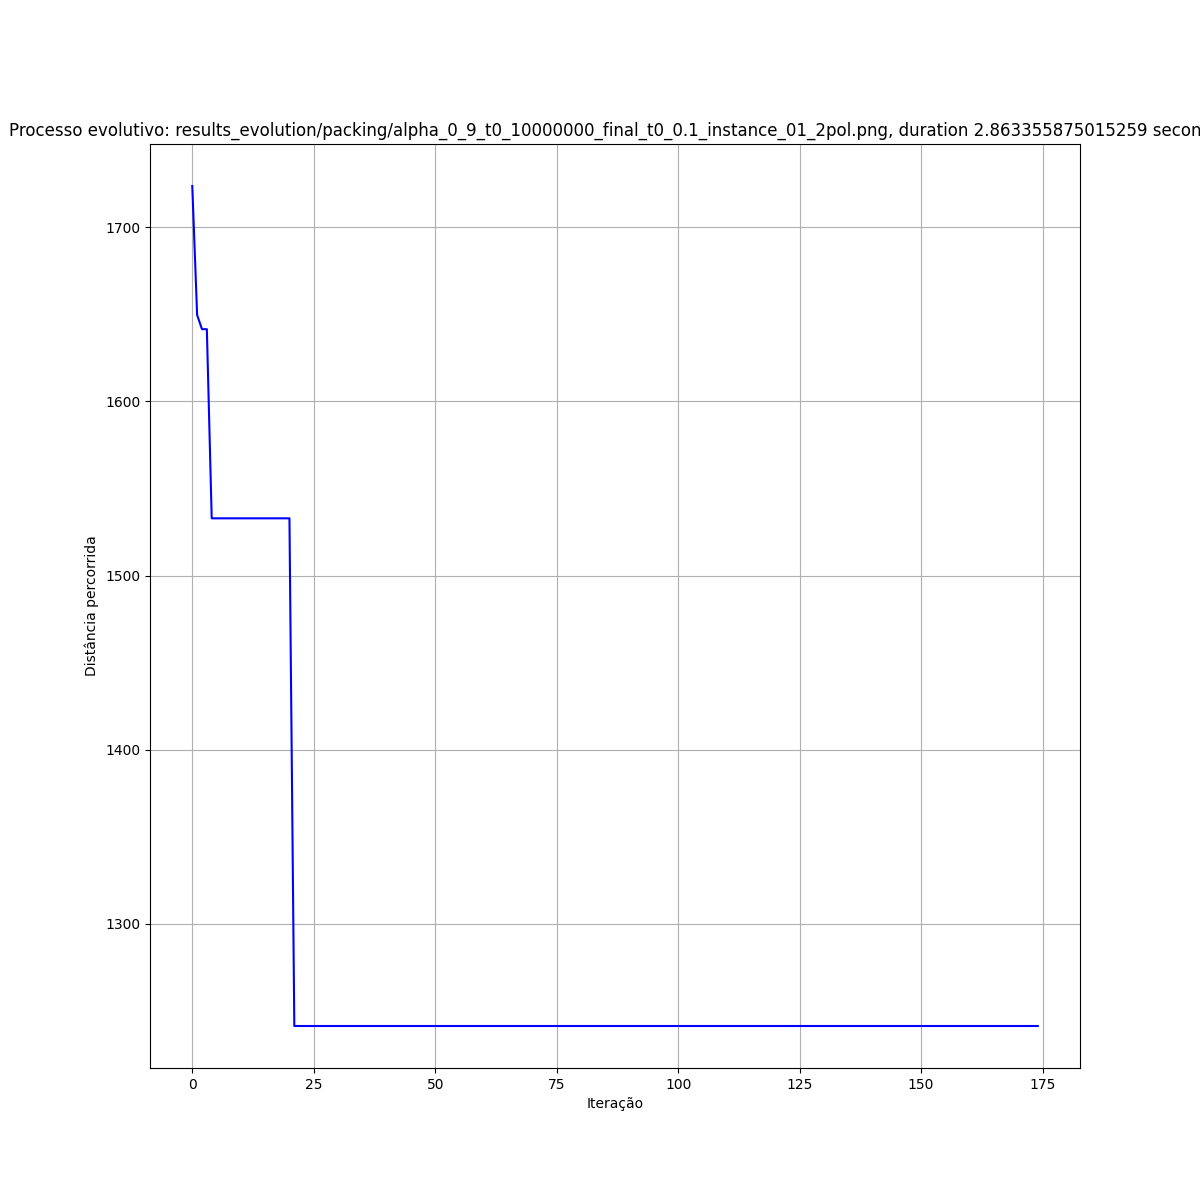 Processo evolutivo: results_evolution/packing/alpha_0_9_t0_10000000_final_t0_0.1_instance_01_2pol.png, duration 2.863355875015259 secon
1700
1600
1500
1400
1300
Distância percorrida
0 25 50 75 100 125 150 175
Iteração